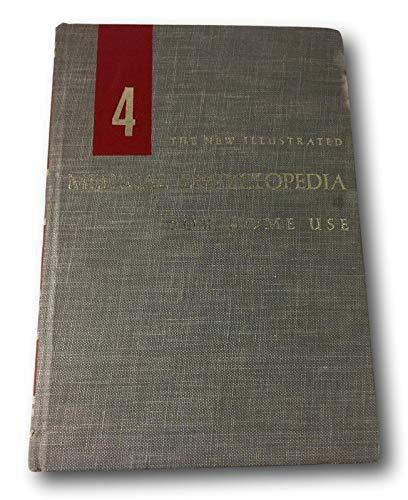 4
THE NEW ILLUSTRATED
MEDICAL ENCYCLOPEDIA
FOR HOME USE